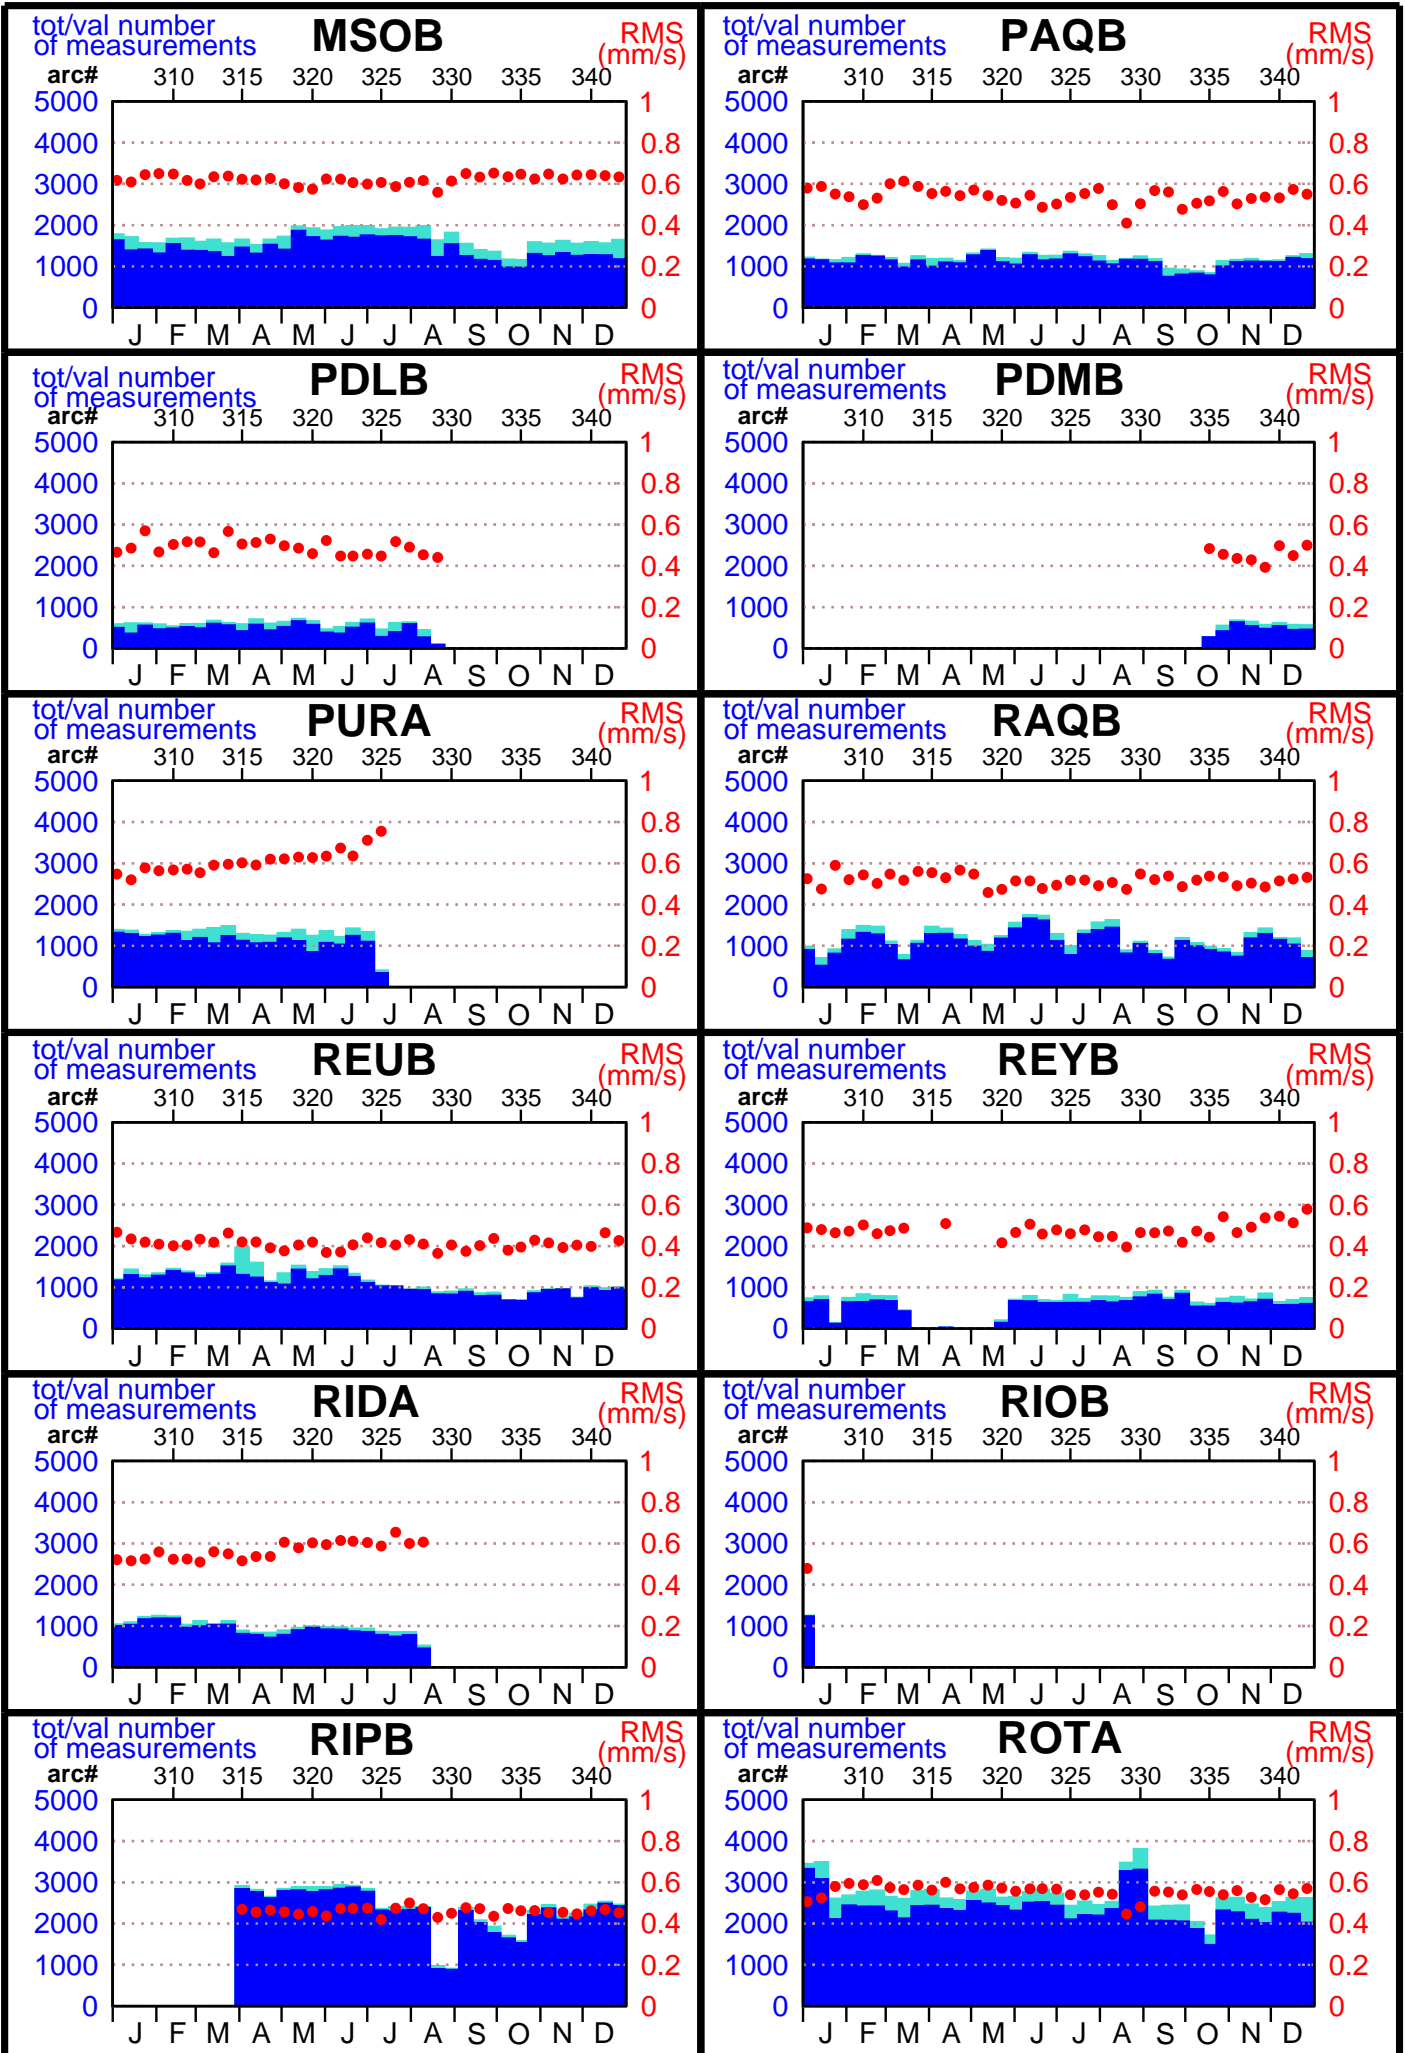 tot/val number
of measurements
MSOB
RMS
(mm/s)
arc# 310 315 320 325 330 335 340
5000 1
4000 0.8
3000 0.6
2000 0.4
1000 0.2
0 0
J F M A M J J A S O N D
tot/val number
of measurements
PAQB
RMS
(mm/s)
arc# 310 315 320 325 330 335 340
5000 1
4000 0.8
3000 0.6
2000 0.4
1000 0.2
0 0
J F M A M J J A S O N D
tot/val number
of measurements
PDLB
RMS
(mm/s)
arc# 310 315 320 325 330 335 340
5000 1
4000 0.8
3000 0.6
2000 0.4
1000 0.2
0 0
J F M A M J J A S O N D
tot/val number
of measurements
PDMB
RMS
(mm/s)
arc# 310 315 320 325 330 335 340
5000 1
4000 0.8
3000 0.6
2000 0.4
1000 0.2
0 0
J F M A M J J A S O N D
tot/val number
of measurements
PURA
RMS
(mm/s)
arc# 310 315 320 325 330 335 340
5000 1
4000 0.8
3000 0.6
2000 0.4
1000 0.2
0 0
J F M A M J J A S O N D
tot/val number
of measurements
RAQB
RMS
(mm/s)
arc# 310 315 320 325 330 335 340
5000 1
4000 0.8
3000 0.6
2000 0.4
1000 0.2
0 0
J F M A M J J A S O N D
tot/val number
of measurements
REUB
RMS
(mm/s)
arc# 310 315 320 325 330 335 340
5000 1
4000 0.8
3000 0.6
2000 0.4
1000 0.2
0 0
J F M A M J J A S O N D
tot/val number
of measurements
REYB
RMS
(mm/s)
arc# 310 315 320 325 330 335 340
5000 1
4000 0.8
3000 0.6
2000 0.4
1000 0.2
0 0
J F M A M J J A S O N D
tot/val number
of measurements
RIDA
RMS
(mm/s)
arc# 310 315 320 325 330 335 340
5000 1
4000 0.8
3000 0.6
2000 0.4
1000 0.2
0 0
J F M A M J J A S O N D
tot/val number
of measurements
RIOB
RMS
(mm/s)
arc# 310 315 320 325 330 335 340
5000 1
4000 0.8
3000 0.6
2000 0.4
1000 0.2
0 0
J F M A M J J A S O N D
tot/val number
of measurements
RIPB
RMS
(mm/s)
arc# 310 315 320 325 330 335 340
5000 1
4000 0.8
3000 0.6
2000 0.4
1000 0.2
0 0
J F M A M J J A S O N D
tot/val number
of measurements
ROTA
RMS
(mm/s)
arc# 310 315 320 325 330 335 340
5000 1
4000 0.8
3000 0.6
2000 0.4
1000 0.2
0 0
J F M A M J J A S O N D